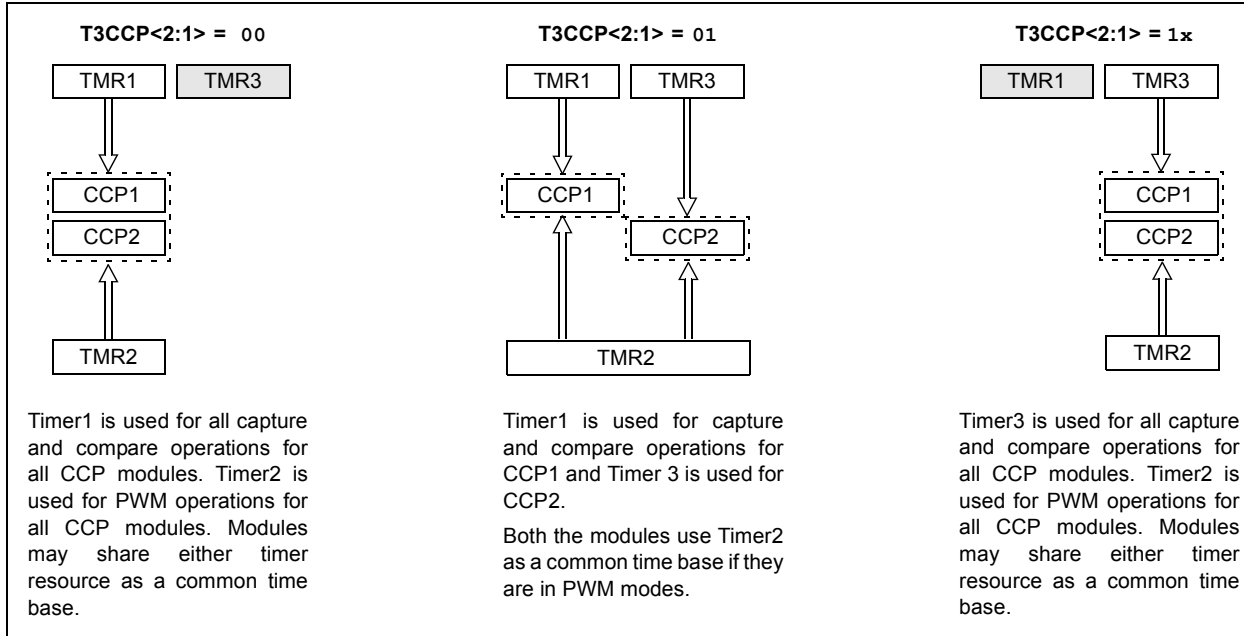 T3CCP<2:1> = 00
TMR1 TMR3
CCP1
CCP2
TMR2
Timer1 is used for all capture
and compare operations for
all CCP modules. Timer2 is
used for PWM operations for
all CCP modules. Modules
may share either timer
resource as a common time
base.
T3CCP<2:1> = 01
TMR1 TMR3
CCP1
CCP2
TMR2
Timer1 is used for capture
and compare operations for
CCP1 and Timer 3 is used for
CCP2.
Both the modules use Timer2
as a common time base if they
are in PWM modes.
T3CCP<2:1> = 1x
TMR1 TMR3
CCP1
CCP2
TMR2
Timer3 is used for all capture
and compare operations for
all CCP modules. Timer2 is
used for PWM operations for
all CCP modules. Modules
may share either timer
resource as a common time
base.